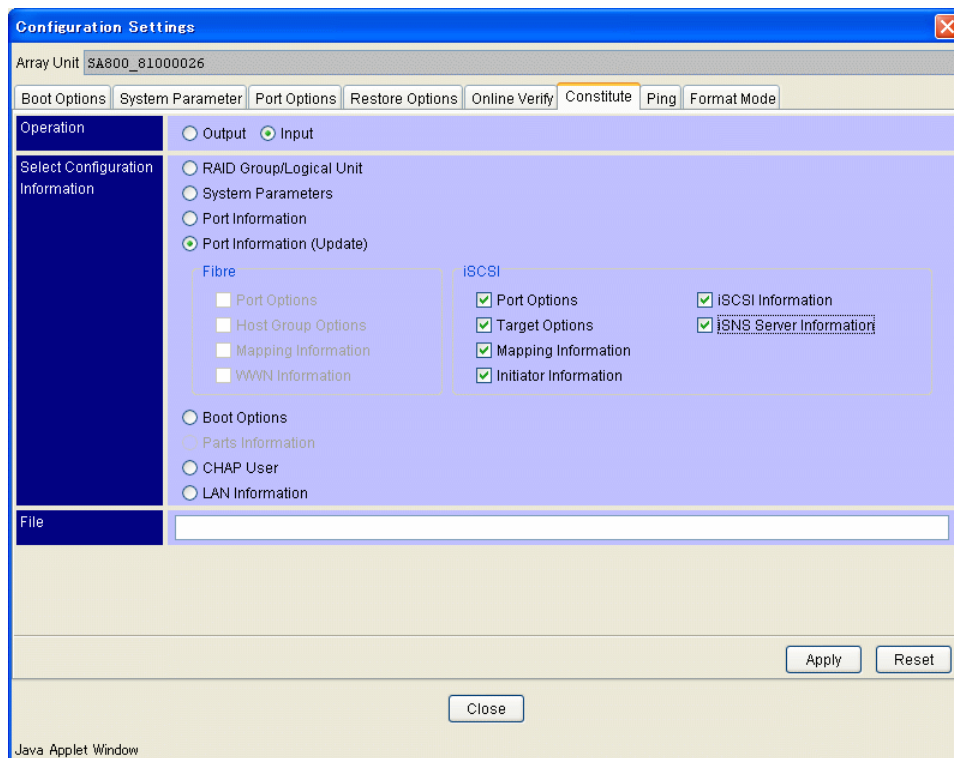 Configuration Settings
Array Unit SA800_81000026
Boot Options System Parameter Port Options Restore Options Online Verify Constitute Ping Format Mode
Operation
Output Input
Select Configuration Information
RAID Group/Logical Unit
System Parameters
Port Information
Port Information (Update)
Fibre
Port Options
Host Group Options
Mapping Information
WWN Information
iSCSI
Port Options
Target Options
Mapping Information
Initiator Information
iSCSI Information
iSNS Server Information
Boot Options
Parts Information
CHAP User
LAN Information
File
Apply Reset
Close
Java Applet Window